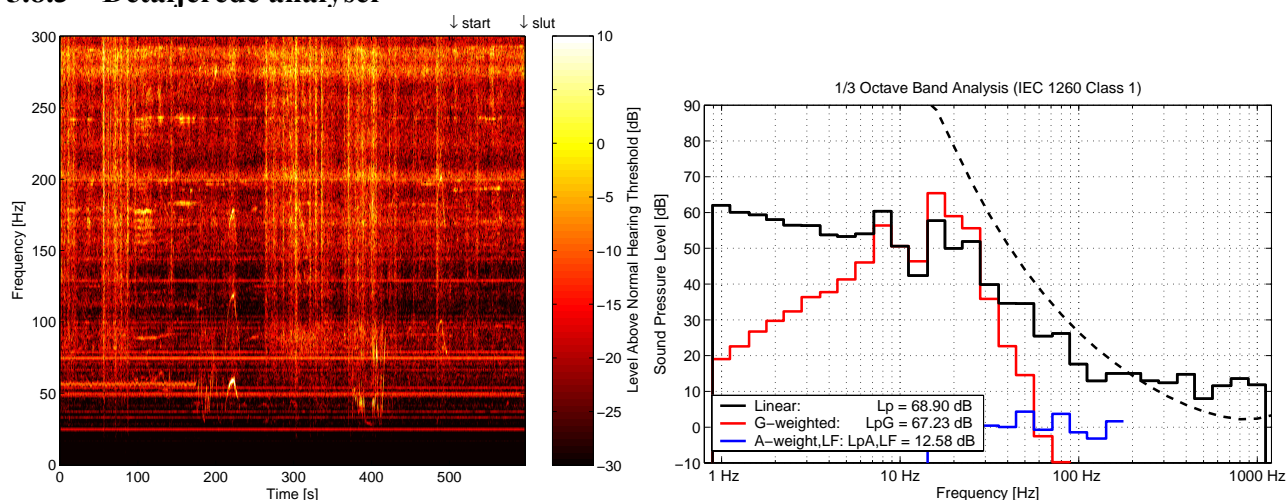 ↓ start ↓ slut
300
250
200
150
100
50
0
Frequency [Hz]
0 100 200 300 400 500
Time [s]
10
5
0
−5
−10
−15
−20
−25
−30
Level Above Normal Hearing Threshold [dB]
1/3 Octave Band Analysis (IEC 1260 Class 1)
90
80
70
60
50
40
30
20
10
0
−10
Sound Pressure Level [dB]
Linear: Lp = 68.90 dB
G−weighted: LpG = 67.23 dB
A−weight,LF: LpA,LF = 12.58 dB
1 Hz 10 Hz 100 Hz 1000 Hz
Frequency [Hz]